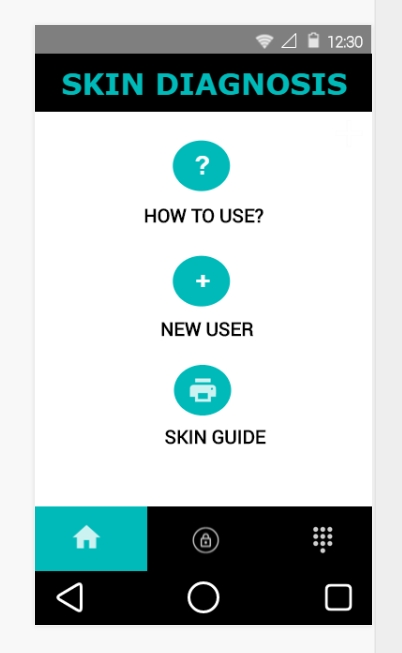 12:30
SKIN DIAGNOSIS
?
HOW TO USE?
+
NEW USER
SKIN GUIDE